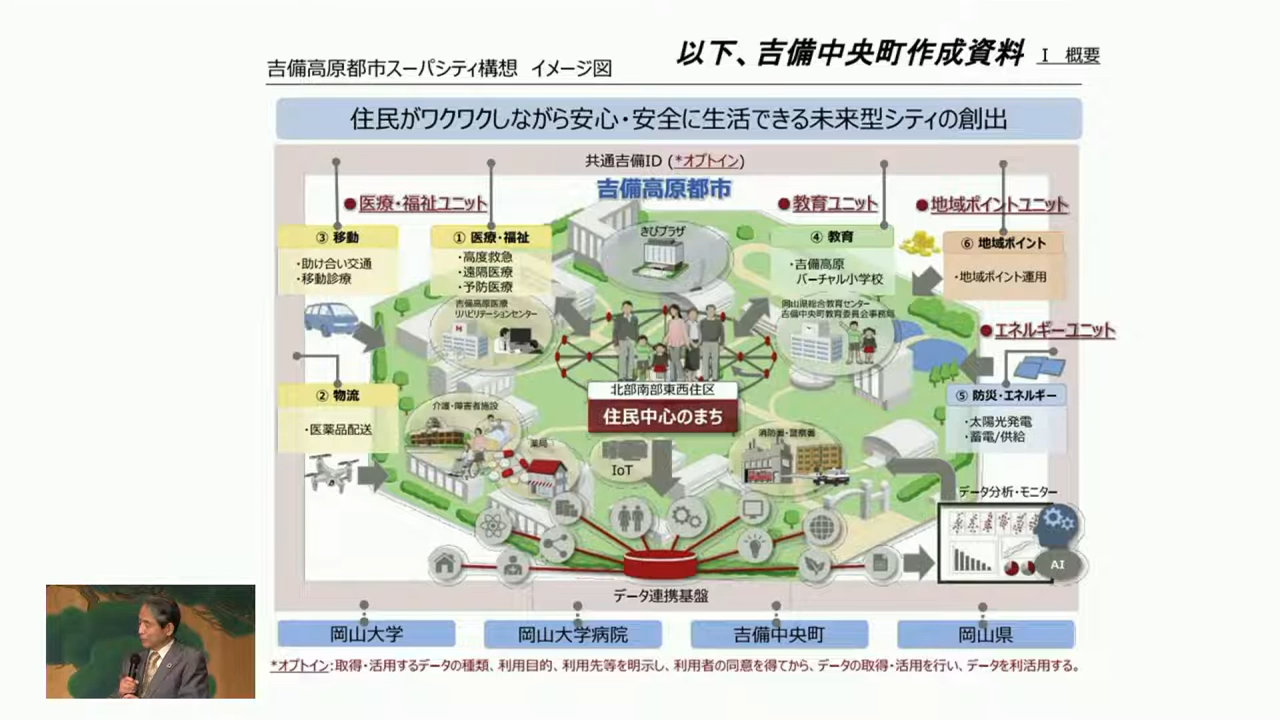 以下、吉備中央町作成資料
Ⅰ 概要
吉備高原都市スーパシティ構想 イメージ図
住民がワクワクしながら安心・安全に生活できる未来型シティの創出
共通吉備ID (*オプトイン)
吉備高原都市
●医療・福祉ユニット
●教育ユニット
●地域ポイントユニット
③ 移動
・助け合い交通
・移動診療
① 医療・福祉
・高度救急
・遠隔医療
・予防医療
吉備高原医療
リハビリテーションセンター
きびプラザ
④ 教育
・吉備高原
バーチャル小学校
岡山県総合教育センター
吉備中央町教育委員会事務局
⑥ 地域ポイント
・地域ポイント運用
●エネルギーユニット
② 物流
・医薬品配送
介護・障害者施設
薬局
北部南部東西住区
住民中心のまち
IoT
消防署・警察署
⑤ 防災・エネルギー
・太陽光発電
・蓄電/供給
データ分析・モニター
AI
データ連携基盤
岡山大学
岡山大学病院
吉備中央町
岡山県
*オプトイン:取得・活用するデータの種類、利用目的、利用先等を明示し、利用者の同意を得てから、データの取得・活用を行い、データを利活用する。